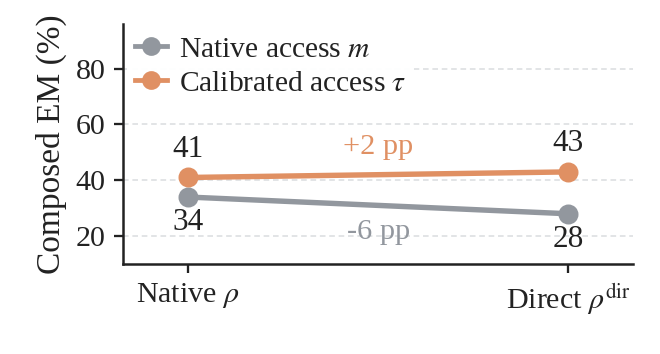 Composed EM (%)
80
60
40
20
Native access m
Calibrated access τ
41
34
+2 pp
-6 pp
43
28
Native ρ
Direct ρ^dir